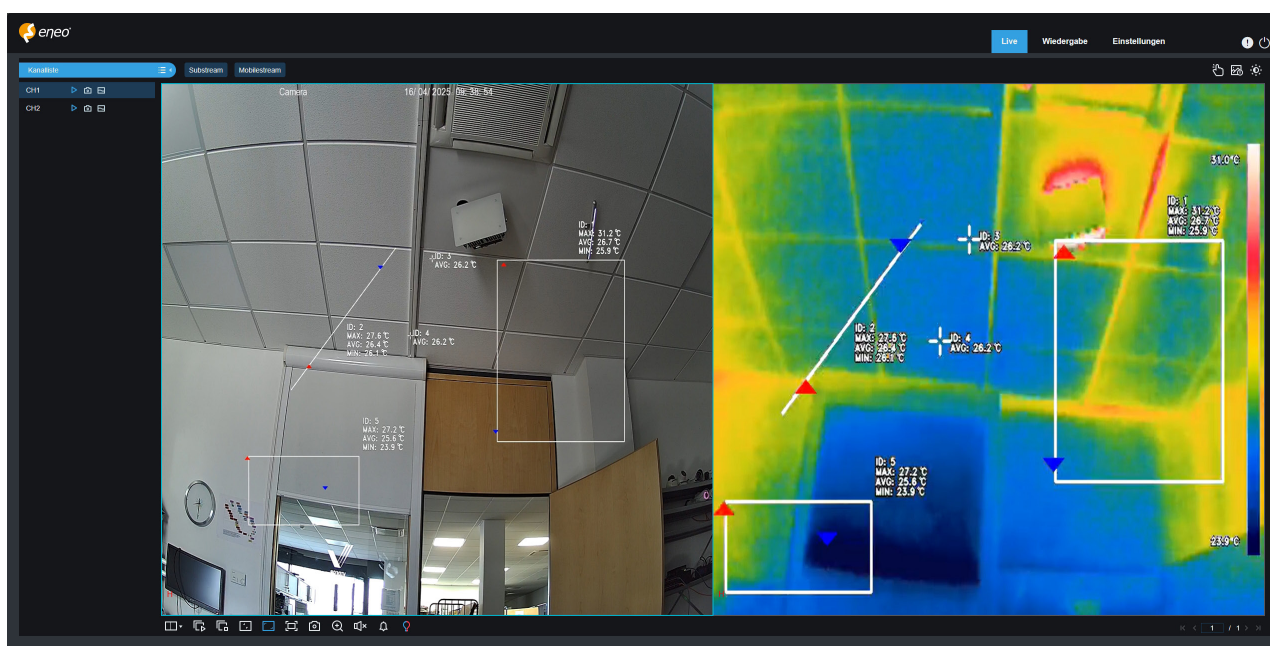 eneo
Live Wiedergabe Einstellungen
Kanalliste
Substream Mobilestream
CH1
CH2
Camera 16/04/2025 09:38:54
ID: 1
MAX: 31.2 ℃
AVG: 26.7 ℃
MIN: 25.9 ℃
ID: 3
AVG: 26.2 ℃
ID: 2
MAX: 27.6 ℃
AVG: 26.4 ℃
MIN: 26.1 ℃
ID: 4
AVG: 26.2 ℃
ID: 5
MAX: 27.2 ℃
AVG: 25.6 ℃
MIN: 23.9 ℃
31.0℃
ID: 1
MAX: 31.2 ℃
AVG: 26.7 ℃
MIN: 25.9 ℃
ID: 3
AVG: 26.2 ℃
ID: 2
MAX: 27.6 ℃
AVG: 26.4 ℃
MIN: 26.1 ℃
ID: 4
AVG: 26.2 ℃
ID: 5
MAX: 27.2 ℃
AVG: 25.6 ℃
MIN: 23.9 ℃
23.9℃
1 / 1